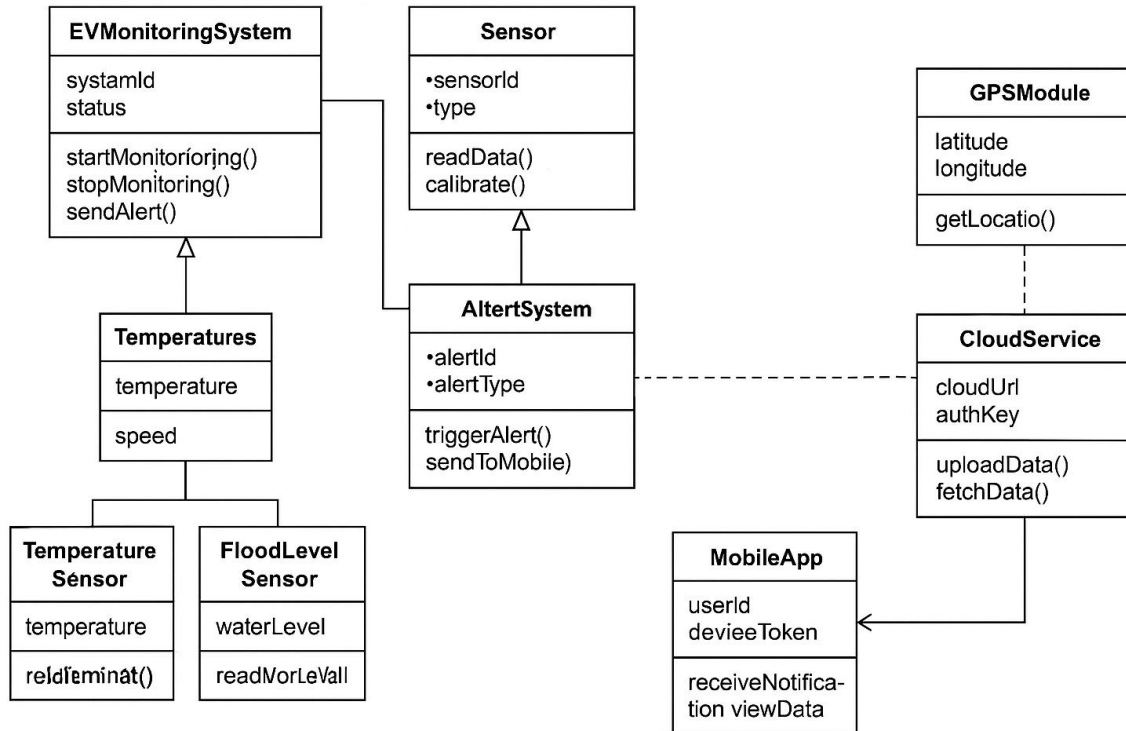 EVMonitoringSystem
systamId
status
stopMonitoring()
sendAlert()
Sensor
•sensorId
•type
readData()
calibrate()
GPSModule
latitude
longitude
getLocatio()
Temperatures
temperature
speed
AltertSystem
•alertId
•alertType
triggerAlert()
sendToMobile)
CloudService
cloudUrl
authKey
uploadData()
fetchData()
Temperature
Sensor
temperature
FloodLevel
Sensor
waterLevel
MobileApp
userId
devieeToken
receiveNotifica-
tion viewData